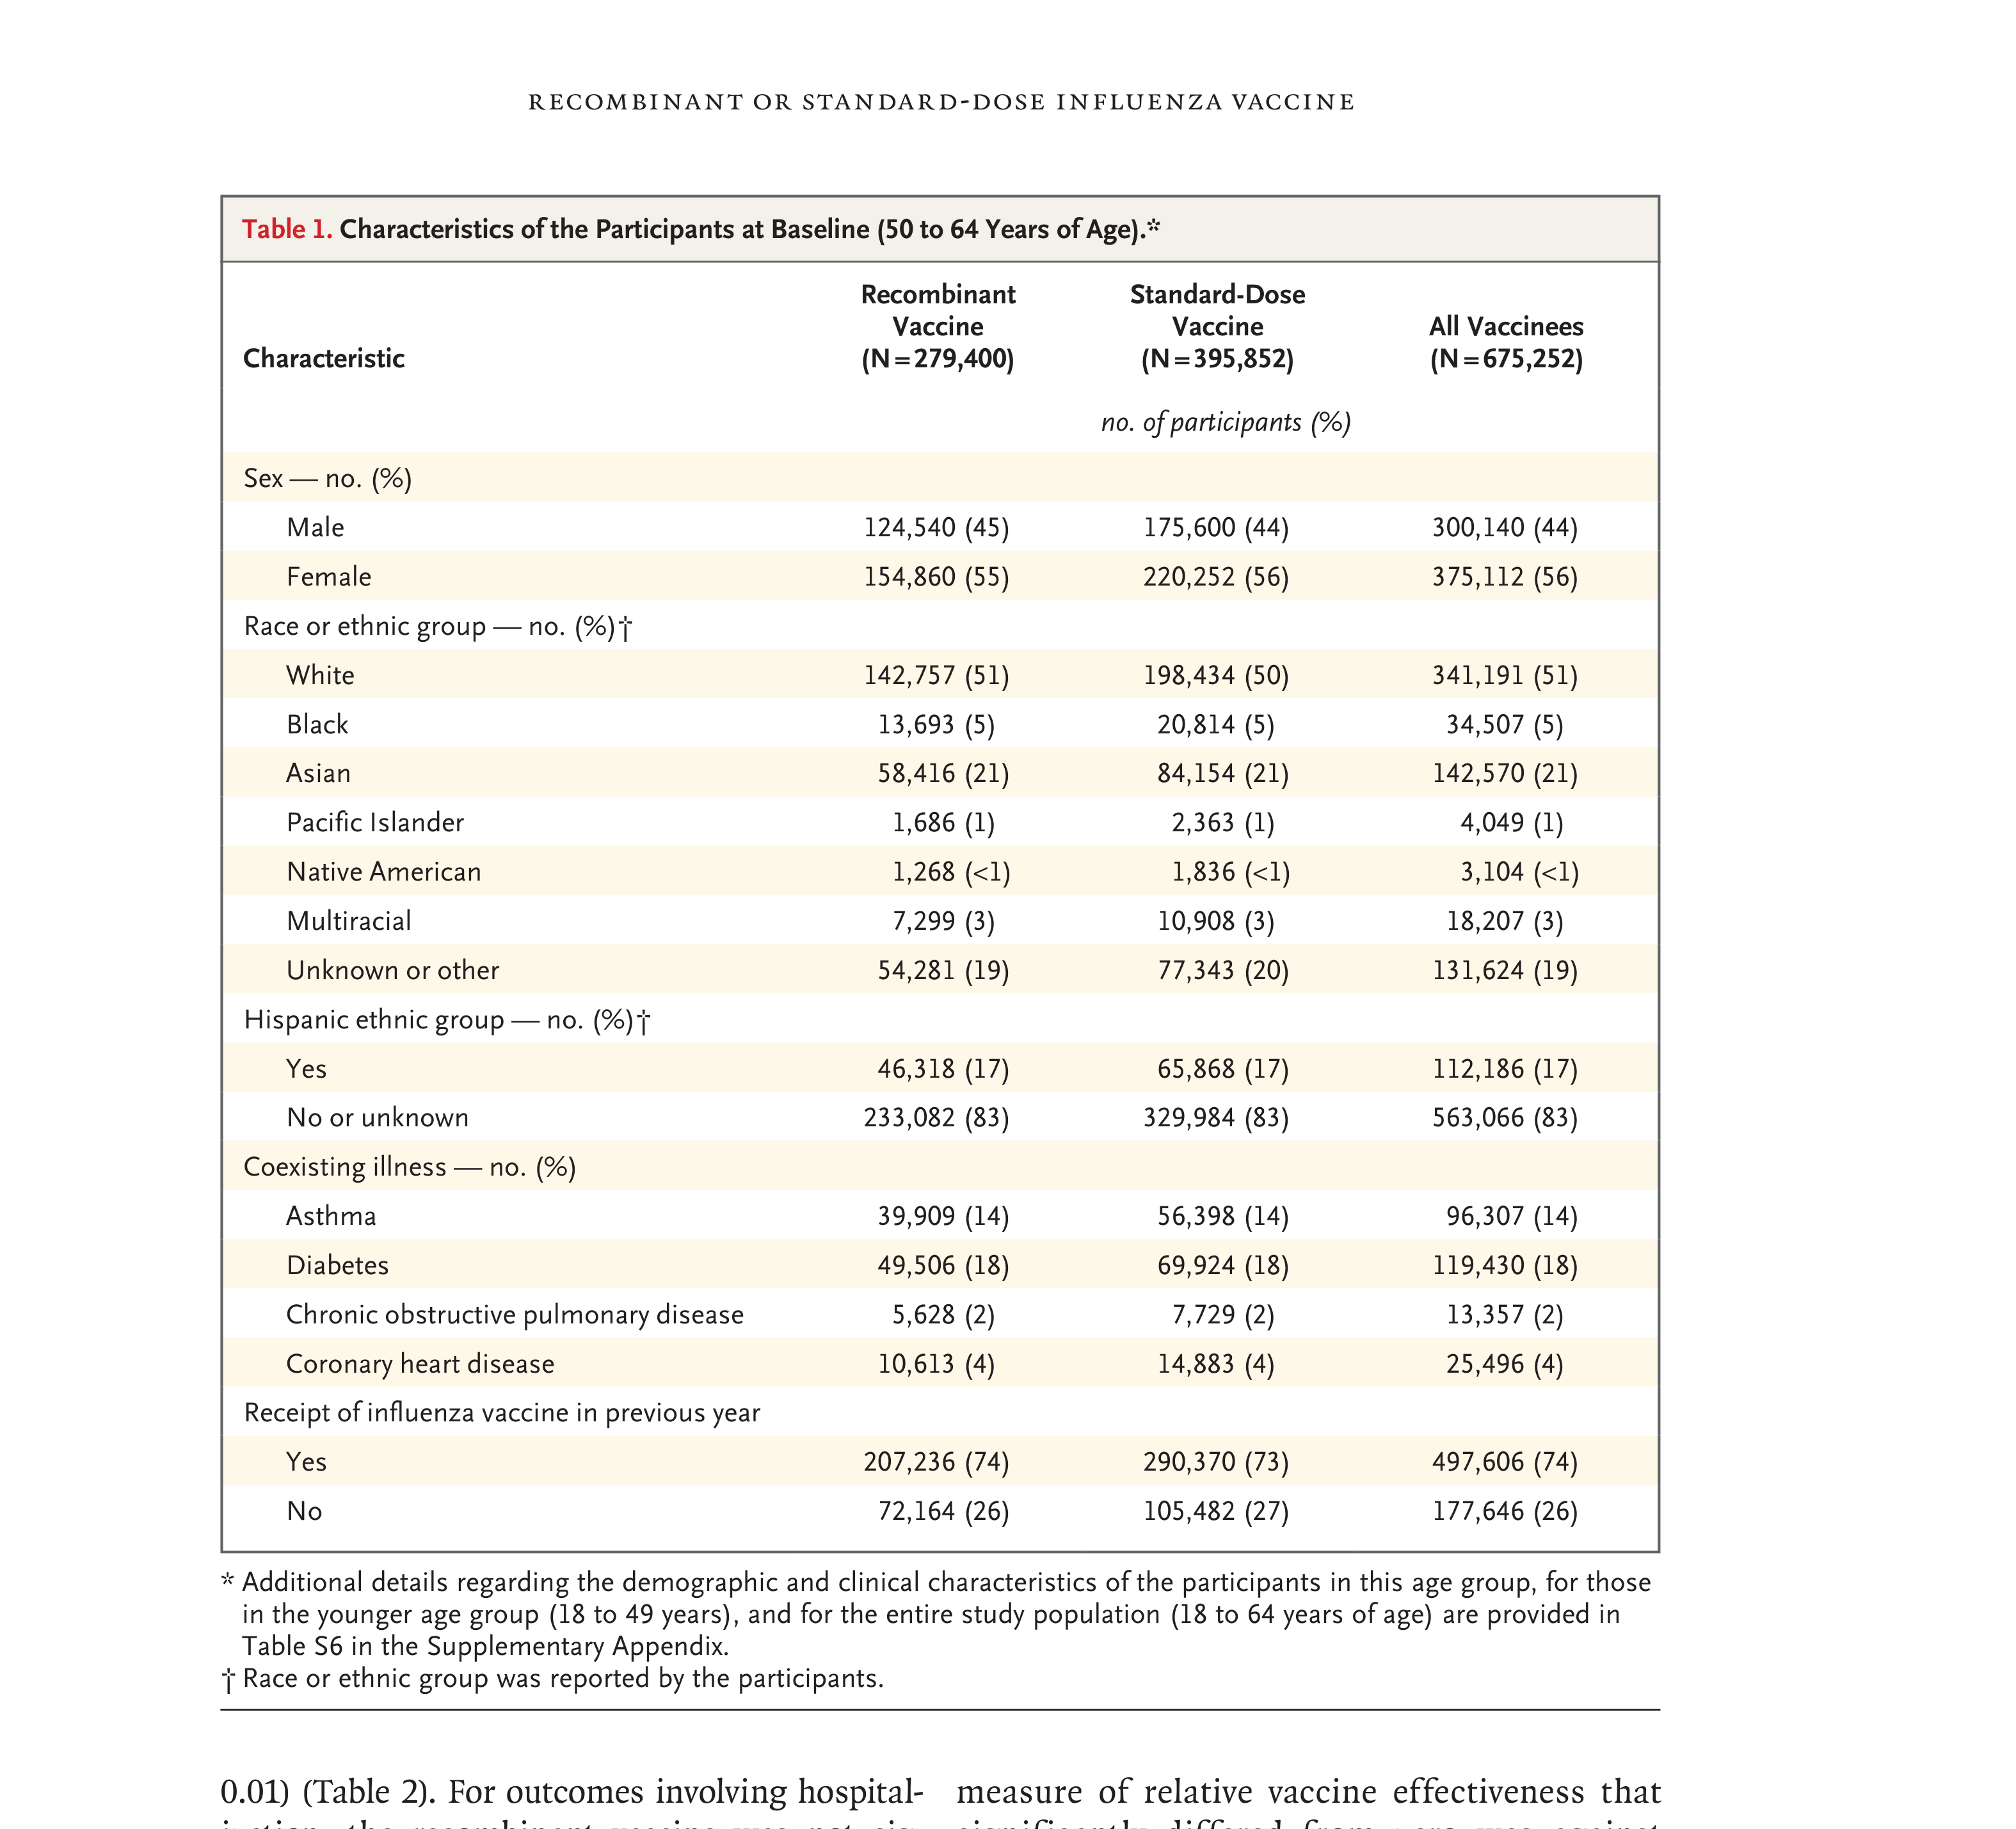 RECOMBINANT OR STANDARD-DOSE INFLUENZA VACCINE
Table 1. Characteristics of the Participants at Baseline (50 to 64 Years of Age).*
Characteristic Recombinant Vaccine (N=279,400) Standard-Dose Vaccine (N=395,852) All Vaccinees (N=675,252)
no. of participants (%)
Sex — no. (%)
Male 124,540 (45) 175,600 (44) 300,140 (44)
Female 154,860 (55) 220,252 (56) 375,112 (56)
Race or ethnic group — no. (%)†
White 142,757 (51) 198,434 (50) 341,191 (51)
Black 13,693 (5) 20,814 (5) 34,507 (5)
Asian 58,416 (21) 84,154 (21) 142,570 (21)
Pacific Islander 1,686 (1) 2,363 (1) 4,049 (1)
Native American 1,268 (<1) 1,836 (<1) 3,104 (<1)
Multiracial 7,299 (3) 10,908 (3) 18,207 (3)
Unknown or other 54,281 (19) 77,343 (20) 131,624 (19)
Hispanic ethnic group — no. (%)†
Yes 46,318 (17) 65,868 (17) 112,186 (17)
No or unknown 233,082 (83) 329,984 (83) 563,066 (83)
Coexisting illness — no. (%)
Asthma 39,909 (14) 56,398 (14) 96,307 (14)
Diabetes 49,506 (18) 69,924 (18) 119,430 (18)
Chronic obstructive pulmonary disease 5,628 (2) 7,729 (2) 13,357 (2)
Coronary heart disease 10,613 (4) 14,883 (4) 25,496 (4)
Receipt of influenza vaccine in previous year
Yes 207,236 (74) 290,370 (73) 497,606 (74)
No 72,164 (26) 105,482 (27) 177,646 (26)
* Additional details regarding the demographic and clinical characteristics of the participants in this age group, for those
in the younger age group (18 to 49 years), and for the entire study population (18 to 64 years of age) are provided in
Table S6 in the Supplementary Appendix.
† Race or ethnic group was reported by the participants.
0.01) (Table 2). For outcomes involving hospital-
measure of relative vaccine effectiveness that